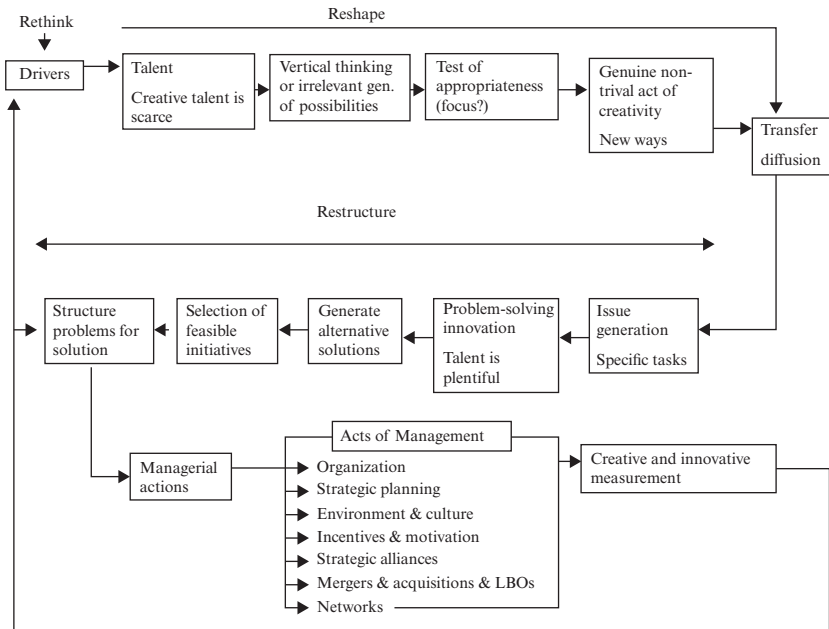 Reshape
Rethink
Drivers
Talent
Creative talent is
scarce
Vertical thinking
or irrelevant gen.
of possibilities
Test of
appropriateness
(focus?)
Genuine non-
trival act of
creativity
New ways
Transfer
diffusion
Restructure
Structure
problems for
solution
Selection of
feasible
initiatives
Generate
alternative
solutions
Problem-solving
innovation
Talent is
plentiful
Issue
generation
Specific tasks
Managerial
actions
Acts of Management
Organization
Strategic planning
Environment & culture
Incentives & motivation
Strategic alliances
Mergers & acquisitions & LBOs
Networks
Creative and innovative
measurement